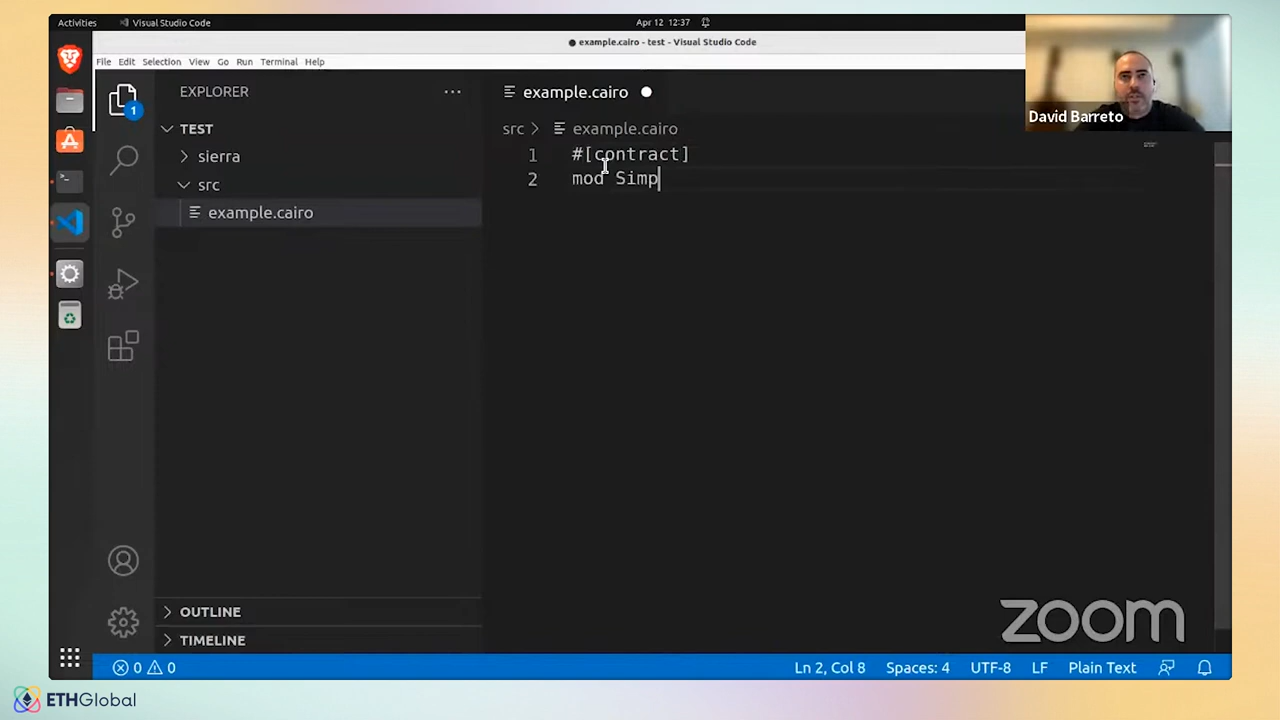 Activities
Visual Studio Code
Apr 12 12:37
example.cairo - test - Visual Studio Code
File Edit Selection View Go Run Terminal Help
EXPLORER
example.cairo
David Barreto
TEST
src
example.cairo
sierra
1 #[contract]
src
2 mod Simp
example.cairo
1
OUTLINE
TIMELINE
zoom
0 0
Ln 2, Col 8 Spaces: 4 UTF-8 LF Plain Text
ETHGlobal